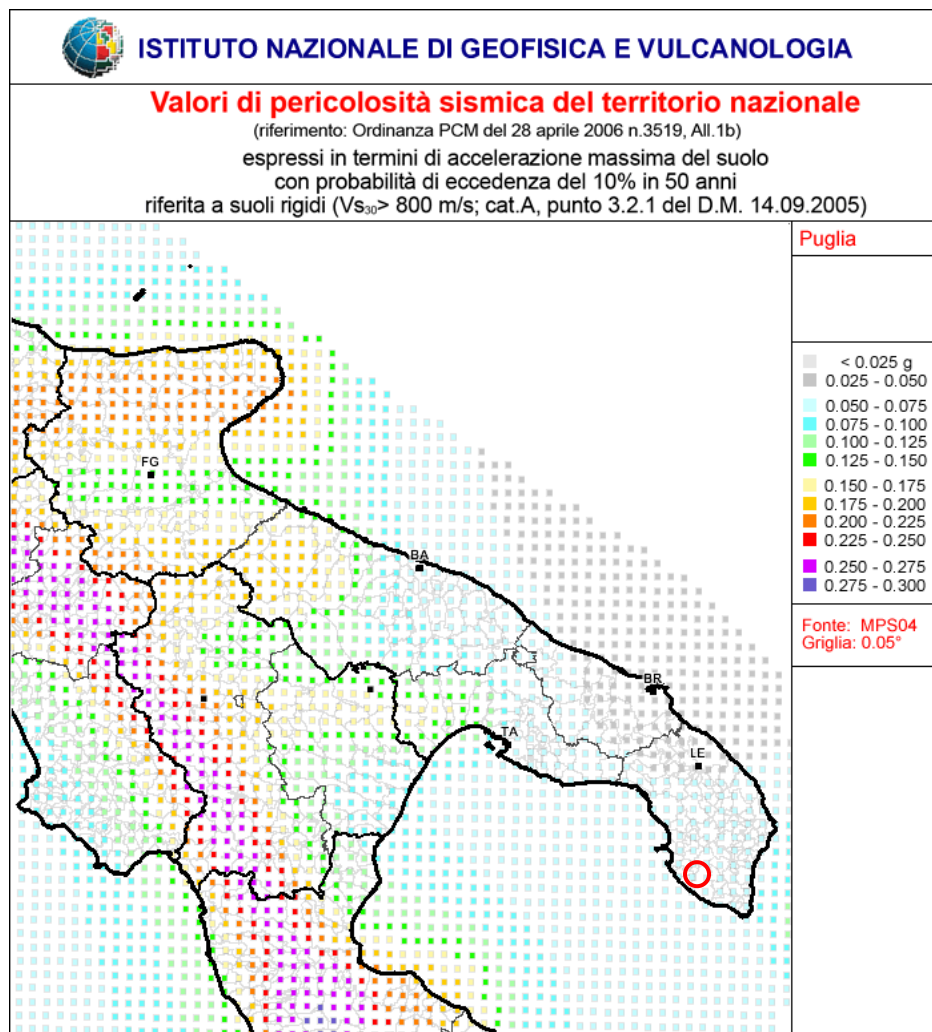 ISTITUTO NAZIONALE DI GEOFISICA E VULCANOLOGIA
Valori di pericolosità sismica del territorio nazionale
(riferimento: Ordinanza PCM del 28 aprile 2006 n.3519, All.1b)
espressi in termini di accelerazione massima del suolo
con probabilità di eccedenza del 10% in 50 anni
riferita a suoli rigidi (Vs₃₀> 800 m/s; cat.A, punto 3.2.1 del D.M. 14.09.2005)
Puglia
< 0.025 g
0.025 - 0.050
0.050 - 0.075
0.075 - 0.100
0.100 - 0.125
0.125 - 0.150
0.150 - 0.175
0.175 - 0.200
0.200 - 0.225
0.225 - 0.250
0.250 - 0.275
0.275 - 0.300
Fonte: MPS04
Griglia: 0.05°
FG
BA
BR
TA
LE